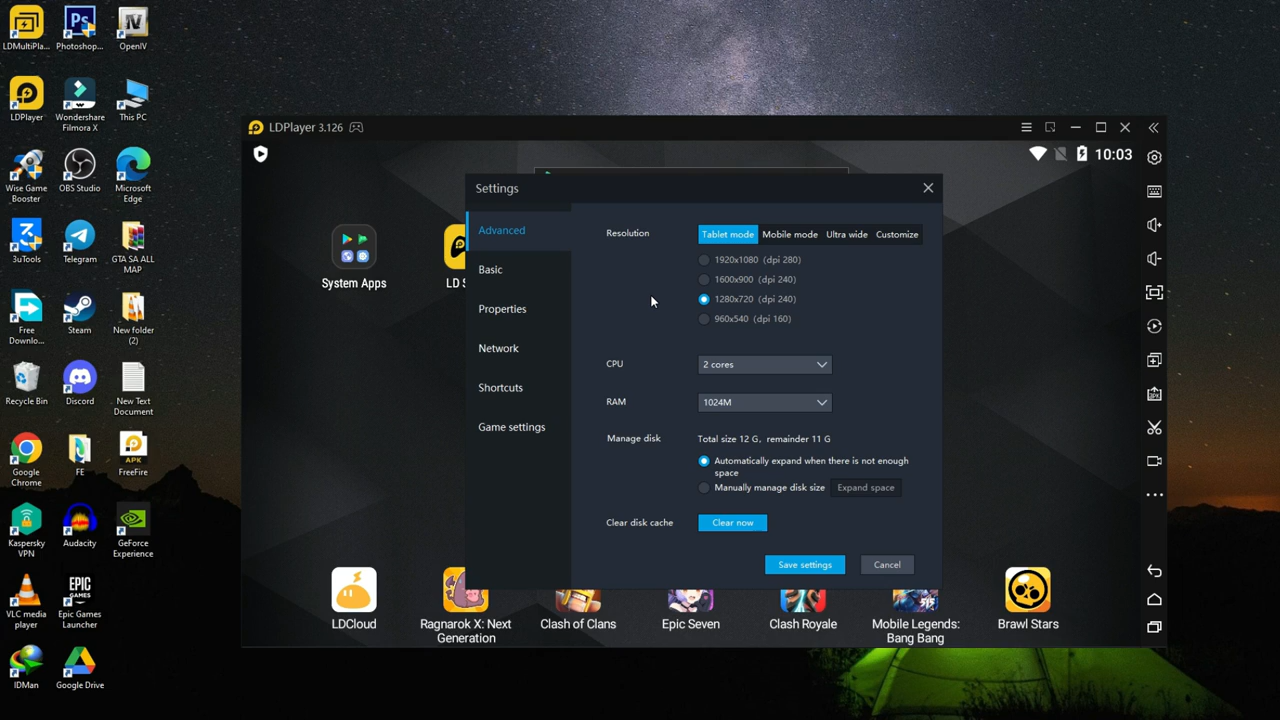 LDMultiPla...
Photoshop...
OpenIV
LDPlayer
Wondershare
Filmora X
This PC
Wise Game
Booster
OBS Studio
Microsoft
Edge
3uTools
Telegram
GTA SA ALL
MAP
Free
Downlo...
Steam
New folder
(2)
Recycle Bin
Discord
New Text
Document
Google
Chrome
FE
APK
FreeFire
Kaspersky
VPN
Audacity
GeForce
Experience
VLC media
player
EPIC
GAMES
Epic Games
Launcher
IDMan
Google Drive
LDPlayer 3.126
10:03
System Apps
LD S
Settings
Advanced
Basic
Properties
Network
Shortcuts
Game settings
Resolution
Tablet mode Mobile mode Ultra wide Customize
1920x1080 (dpi 280)
1600x900 (dpi 240)
1280x720 (dpi 240)
960x540 (dpi 160)
CPU
2 cores
RAM
1024M
Manage disk
Total size 12 G, remainder 11 G
Automatically expand when there is not enough
space
Manually manage disk size
Expand space
Clear disk cache
Clear now
Save settings
Cancel
LDCloud
Ragnarok X: Next
Generation
Clash of Clans
Epic Seven
Clash Royale
Mobile Legends:
Bang Bang
Brawl Stars